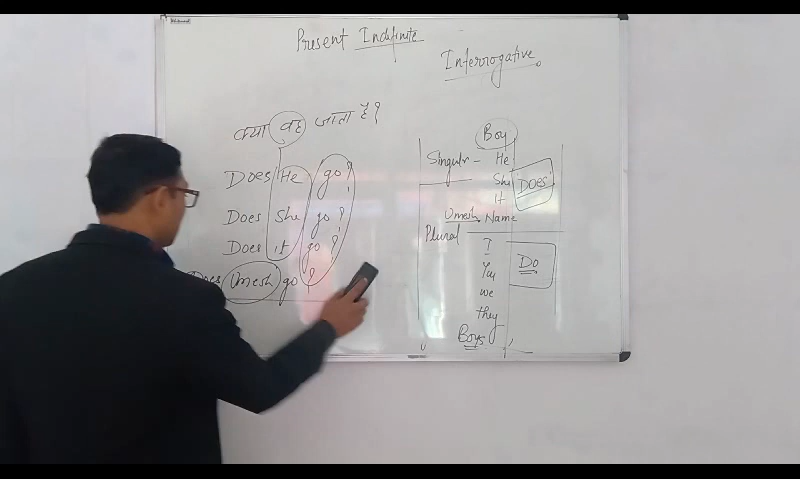 Present Indefinite
Interrogative.
क्या वह जाता है?
Does He go?
Does She go?
Does it go?
Does Umesh go?
Boy
Singulr - He
She DOES
It
Umesh Name
Plural
I Do
You
we
they
Boys